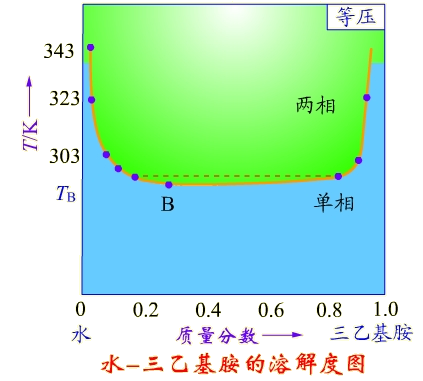 等压
343
323
T/K
两相
303
T_B
B
单相
0
0.2
0.4
0.6
0.8
1.0
水
质量分数
三乙基胺
水–三乙基胺的溶解度图